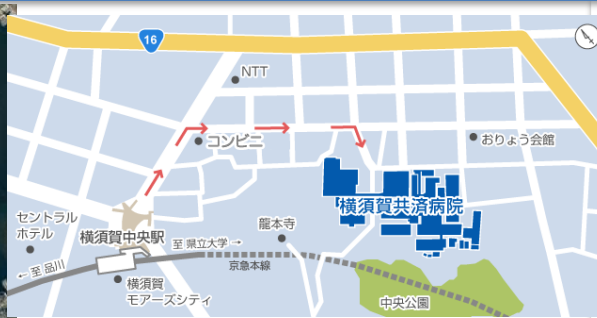 16
NTT
コンビニ
おりょう会館
横須賀共済病院
セントラル
ホテル
横須賀中央駅
龍本寺
至 県立大学 →
← 至 品川
京急本線
横須賀
モアーズシティ
中央公園